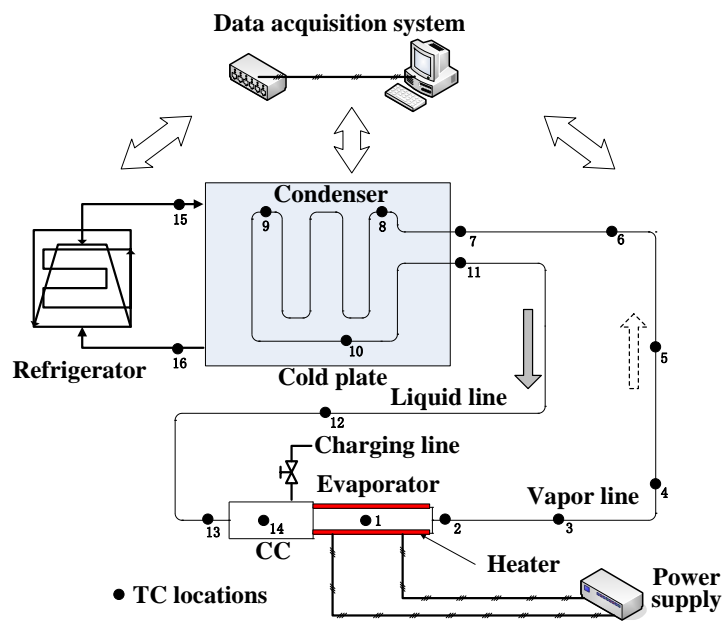 Data acquisition system
Condenser
15
9
8
7
6
11
5
10
16
Refrigerator
Cold plate
Liquid line
12
Charging line
Evaporator
Vapor line
4
13
14
1
2
3
CC
Heater
• TC locations
Power
supply